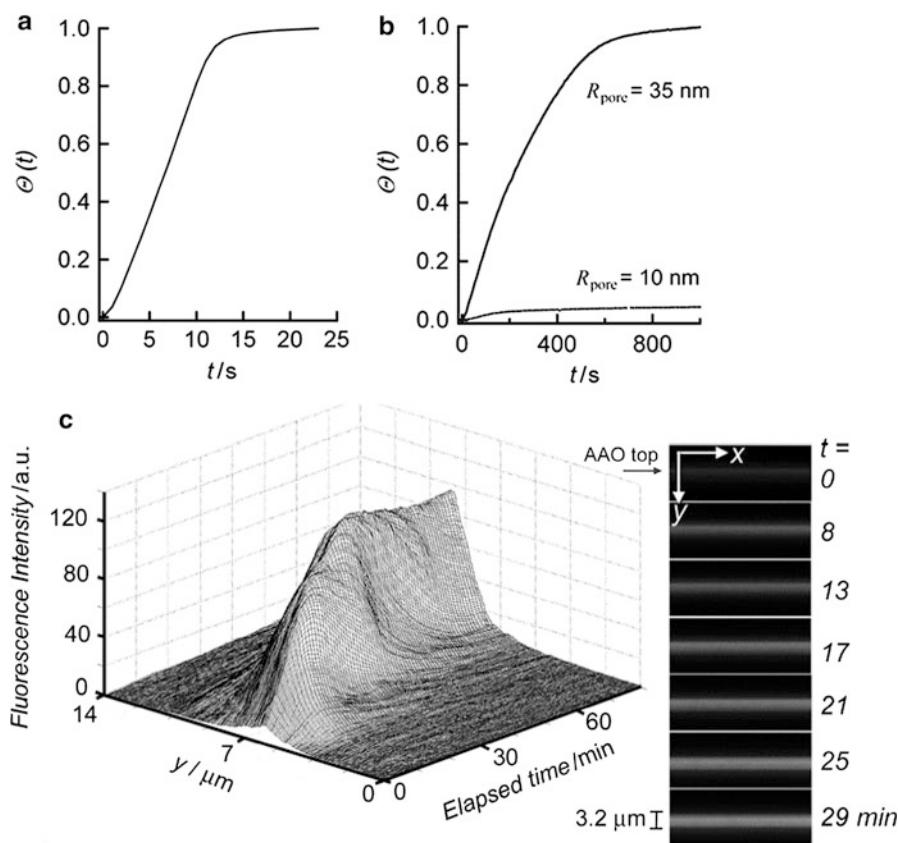 a
1.0
0.8
0.6
0.4
0.2
0.0
Θ (t)
0 5 10 15 20 25
t/s
b
1.0
0.8
0.6
0.4
0.2
0.0
Θ (t)
R_pore = 35 nm
R_pore = 10 nm
0 400 800
t/s
c
Fluorescence Intensity /a.u.
120
80
40
0
14
7
0
y / μm
0
30
60
Elapsed time/min
AAO top
x
y
t =
0
8
13
17
21
25
29 min
3.2 μm